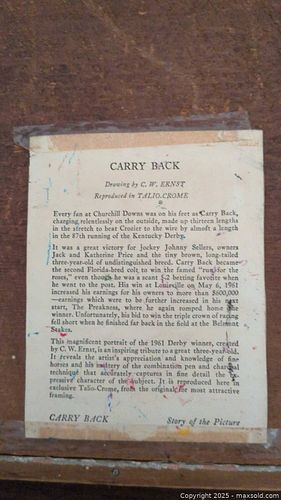 CARRY BACK
Drawing by C. W. ERNST
Reproduced in TALIO-CROME
Every fan at Churchill Downs was on his feet as Carry Back,
charging relentlessly on the outside, made up thirteen lengths
in the stretch to beat Crozier to the wire by almost a length
in the 87th running of the Kentucky Derby.
It was a great victory for Jockey Johnny Sellers, owners
Jack and Katherine Price and the tiny brown, long-tailed
three-year-old of undistinguished breed. Carry Back became
the second Florida-bred colt to win the famed "run for the
roses," even though he was a scant 5-2 betting favorite when
he went to the post. His win at Louisville on May 6, 1961
increased his earnings for his owners to more than $600,000
—earnings which were to be further increased in his next
start, The Preakness, where he again romped home a
winner. Unfortunately, his bid to win the triple crown of racing
fell short when he finished far back in the field at the Belmont
Stakes.
This magnificent portrait of the 1961 Derby winner, created
by C. W. Ernst, is an inspiring tribute to a great three-year-old.
It reveals the artist's appreciation and knowledge of fine
horses and his mastery of the combination pen and charcoal
technique that accurately captures in fine detail the ex-
pressive character of the subject. It is reproduced here in
exclusive Talio-Crome, from the original, for most attractive
framing.
CARRY BACK Story of the Picture
Copyright © 2025 - maxsold.com